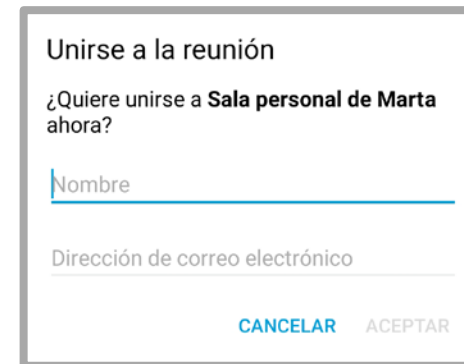 Unirse a la reunión
¿Quiere unirse a Sala personal de Marta
ahora?
Nombre
Dirección de correo electrónico
CANCELAR ACEPTAR